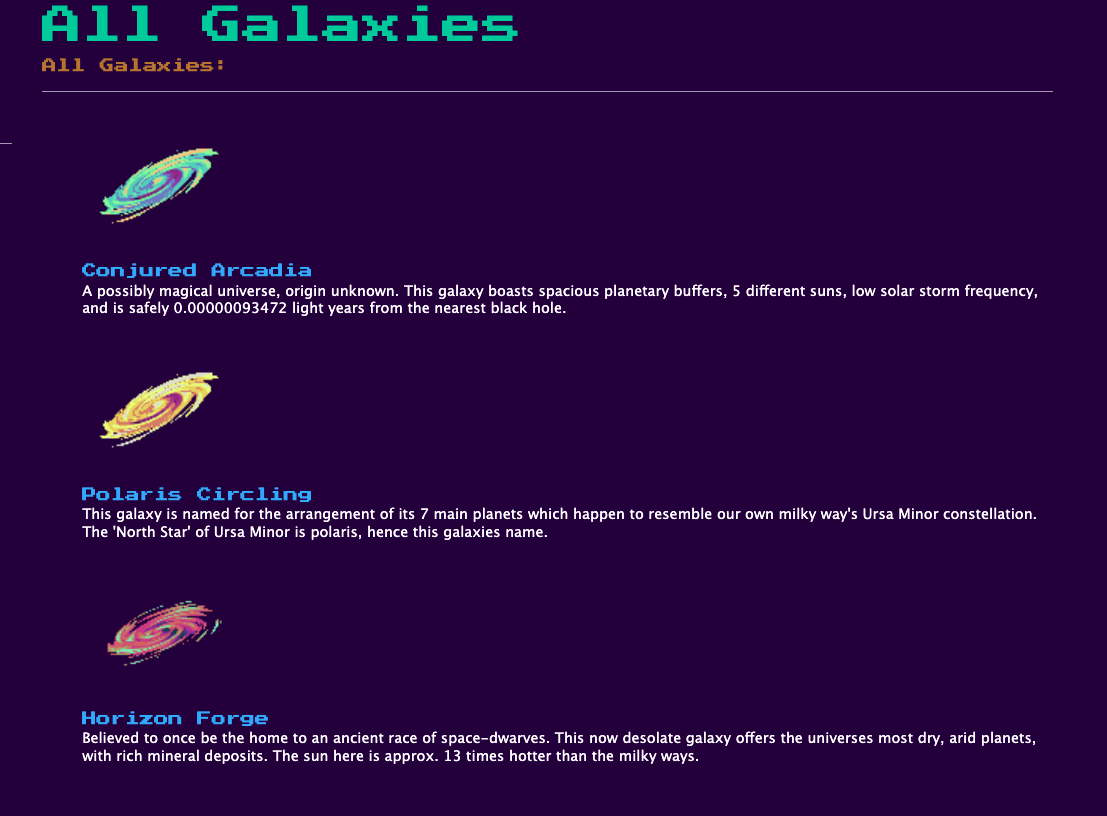 All Galaxies
All Galaxies:
Conjured Arcadia
A possibly magical universe, origin unknown. This galaxy boasts spacious planetary buffers, 5 different suns, low solar storm frequency,
and is safely 0.00000093472 light years from the nearest black hole.
Polaris Circling
This galaxy is named for the arrangement of its 7 main planets which happen to resemble our own milky way's Ursa Minor constellation.
The 'North Star' of Ursa Minor is polaris, hence this galaxies name.
Horizon Forge
Believed to once be the home to an ancient race of space-dwarves. This now desolate galaxy offers the universes most dry, arid planets,
with rich mineral deposits. The sun here is approx. 13 times hotter than the milky ways.